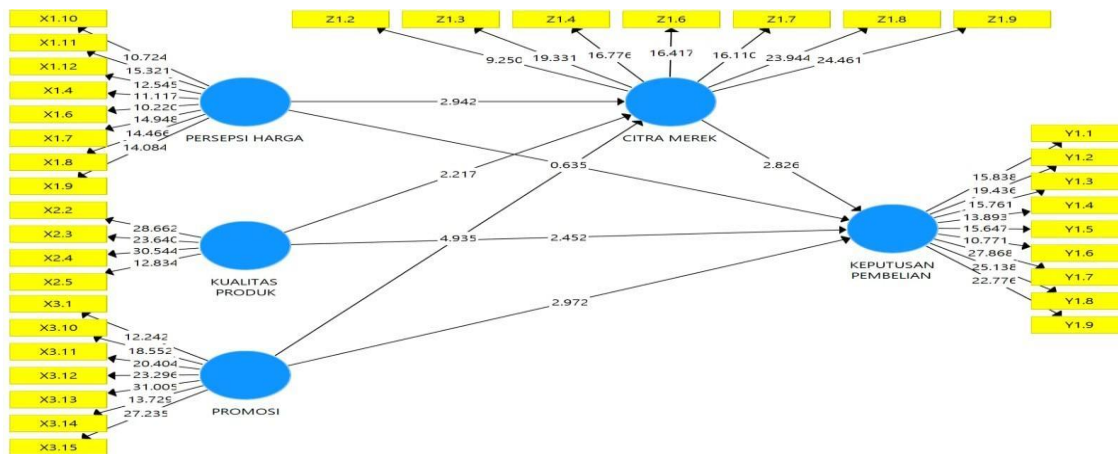 X1.10
X1.11
X1.12
X1.4
X1.6
X1.7
X1.8
X1.9
10.724
15.321
12.545
11.117
10.220
14.948
14.466
14.084
PERSEPSI HARGA
Z1.2
Z1.3
Z1.4
Z1.6
Z1.7
Z1.8
Z1.9
9.250
19.331
16.776
16.417
16.110
23.944
24.461
CITRA MEREK
2.942
0.635
2.826
2.217
4.935
2.452
2.972
X2.2
X2.3
X2.4
X2.5
28.662
23.640
30.544
12.834
KUALITAS
PRODUK
X3.1
X3.10
X3.11
X3.12
X3.13
X3.14
X3.15
12.242
18.552
20.404
23.296
31.005
13.729
27.235
PROMOSI
Y1.1
Y1.2
Y1.3
Y1.4
Y1.5
Y1.6
Y1.7
Y1.8
Y1.9
15.838
19.436
15.761
13.893
15.647
10.771
27.868
25.138
22.776
KEPUTUSAN
PEMBELIAN